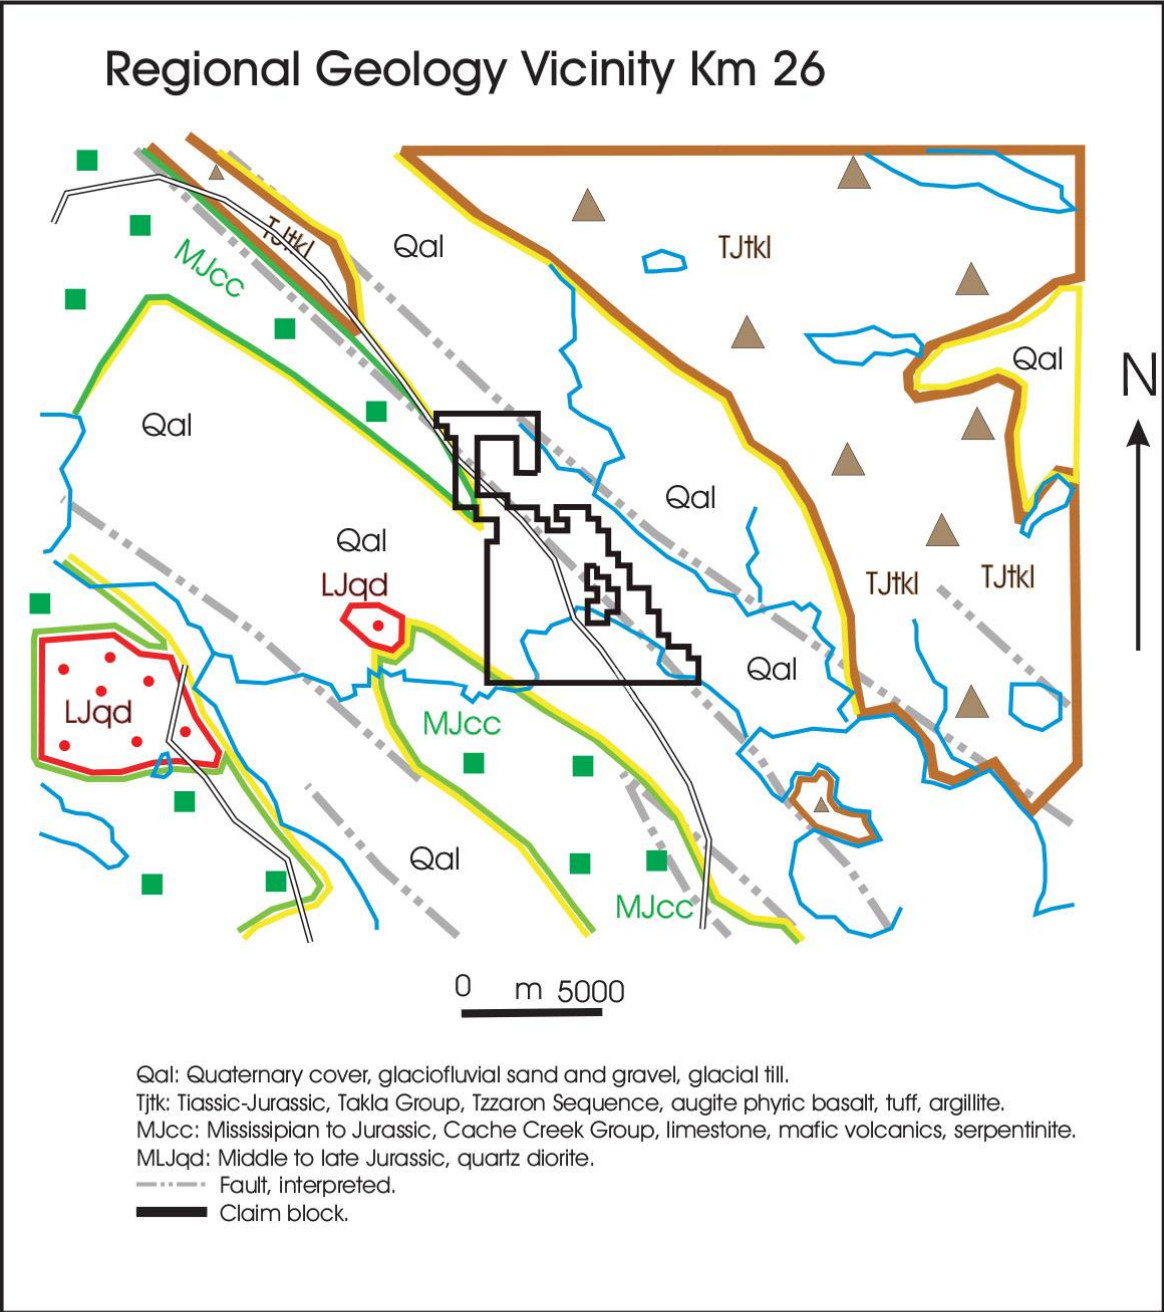 Regional Geology Vicinity Km 26
TJtkl
Qal
TJtkl
MJcc
Qal
N
Qal
Qal
Qal
LJqd
TJtkl
TJtkl
Qal
LJqd
MJcc
Qal
MJcc
0 m 5000
Qal: Quaternary cover, glaciofluvial sand and gravel, glacial till.
Tjtk: Tiassic-Jurassic, Takla Group, Tzzaron Sequence, augite phyric basalt, tuff, argillite.
MJcc: Mississipian to Jurassic, Cache Creek Group, limestone, mafic volcanics, serpentinite.
MLJqd: Middle to late Jurassic, quartz diorite.
Fault, interpreted.
Claim block.